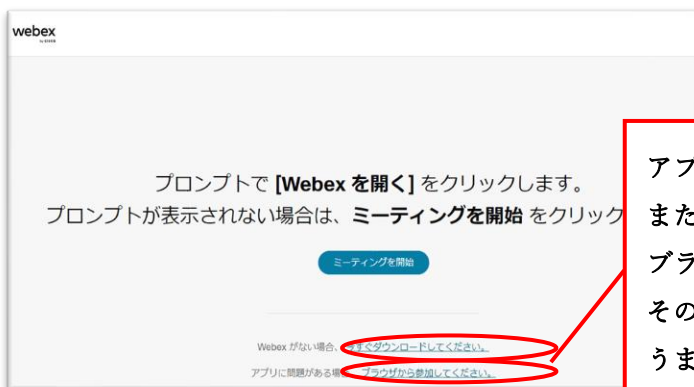 webex
by CISCO
プロンプトで [Webex を開く] をクリックします。
プロンプトが表示されない場合は、ミーティングを開始 をクリック
ミーティングを開始
Webex がない場合、今すぐダウンロードしてください。
アプリに問題がある場 ブラウザから参加してください。
アプ
また
ブラ
その
うま